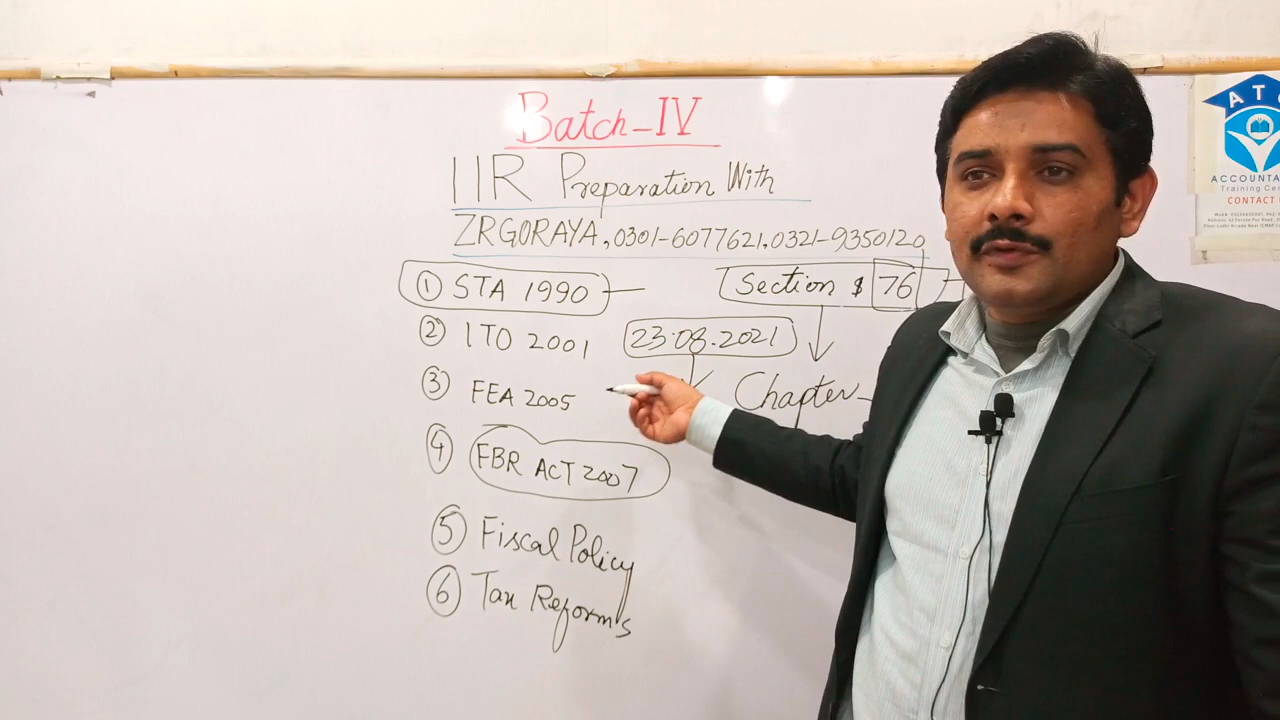 Batch-IV
IIR Preparation With
ZRGORAYA, 0301-6077621, 0321-9350120
① STA 1990
Section $ 76
② ITO 2001
23.08.2021
③ FEA 2005
Chapter-
④ FBR ACT 2007
⑤ Fiscal Policy
⑥ Tax Reforms
ATC
ACCOUNTA
Training Cen
CONTACT